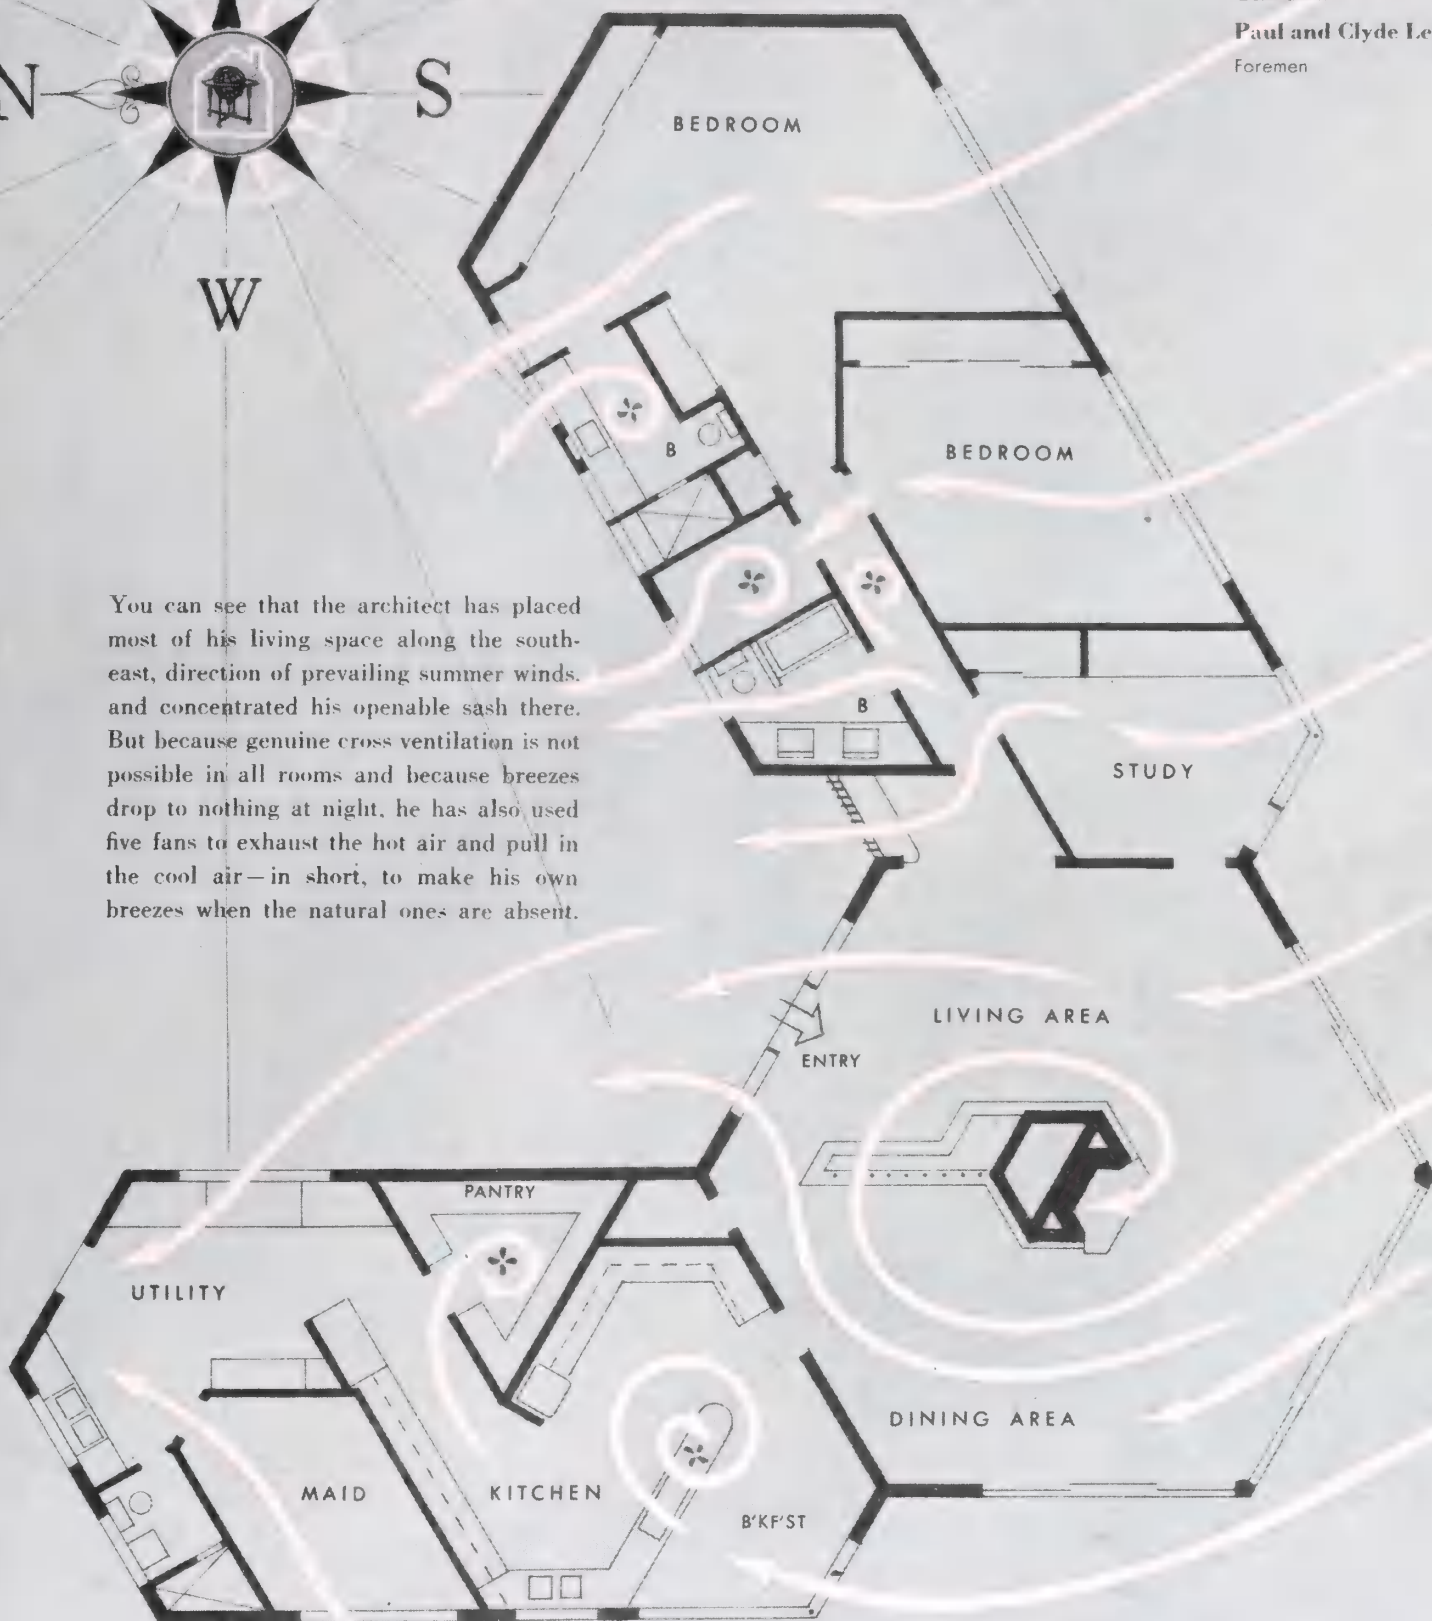 Paul and Clyde Le
Foremen
N
S
W
BEDROOM
B
BEDROOM
You can see that the architect has placed
most of his living space along the south-
east, direction of prevailing summer winds.
and concentrated his openable sash there.
But because genuine cross ventilation is not
possible in all rooms and because breezes
drop to nothing at night, he has also used
five fans to exhaust the hot air and pull in
the cool air—in short, to make his own
breezes when the natural ones are absent.
B
STUDY
LIVING AREA
ENTRY
PANTRY
UTILITY
DINING AREA
MAID
KITCHEN
B'KF'ST